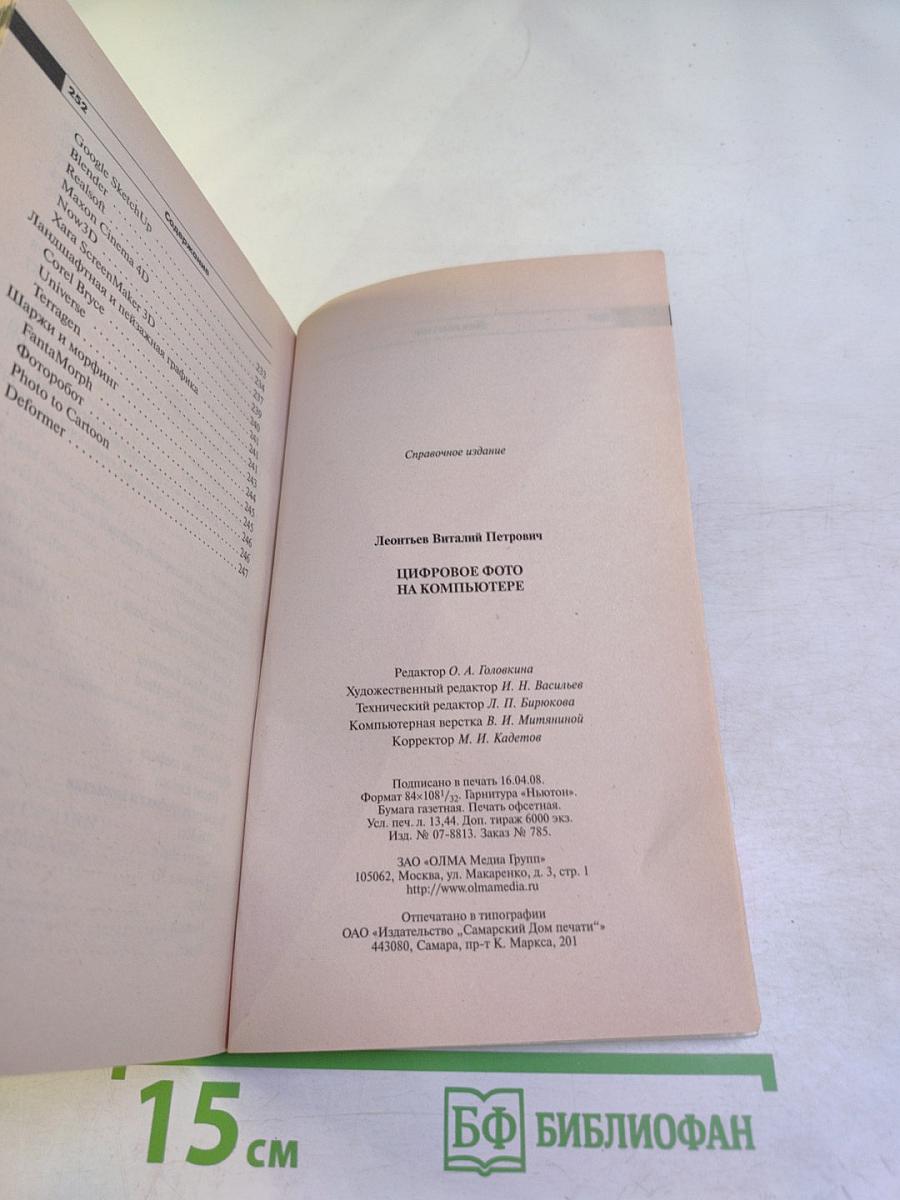 252
Содержание
Google SketchUp . . . . . . . . . . 233
Blender . . . . . . . . . . 234
Realsoft . . . . . . . . . . 237
Maxon Cinema 4D . . . . . . . . . . 239
Now3D . . . . . . . . . . 240
Xara ScreenMaker 3D . . . . . . . . . . 241
Ландшафтная и пейзажная графика . . . . . . . . . . 241
Corel Bryce . . . . . . . . . . 241
Universe . . . . . . . . . . 243
Terragen . . . . . . . . . . 244
Шаржи и морфинг . . . . . . . . . . 245
FantaMorph . . . . . . . . . . 245
Фоторобот . . . . . . . . . . 246
Photo to Cartoon . . . . . . . . . . 246
Deformer . . . . . . . . . . 247
Справочное издание
Леонтьев Виталий Петрович
ЦИФРОВОЕ ФОТО
НА КОМПЬЮТЕРЕ
Редактор О. А. Головкина
Художественный редактор И. Н. Васильев
Технический редактор Л. П. Бирюкова
Компьютерная верстка В. И. Митяниной
Корректор М. И. Кадетов
Подписано в печать 16.04.08.
Формат 84×108 1/32. Гарнитура «Ньютон».
Бумага газетная. Печать офсетная.
Усл. печ. л. 13,44. Доп. тираж 6000 экз.
Изд. № 07-8813. Заказ № 785.
ЗАО «ОЛМА Медиа Групп»
105062, Москва, ул. Макаренко, д. 3, стр. 1
http://www.olmamedia.ru
Отпечатано в типографии
ОАО «Издательство „Самарский Дом печати“»
443080, Самара, пр-т К. Маркса, 201
15 см
БФ БИБЛИОФАН